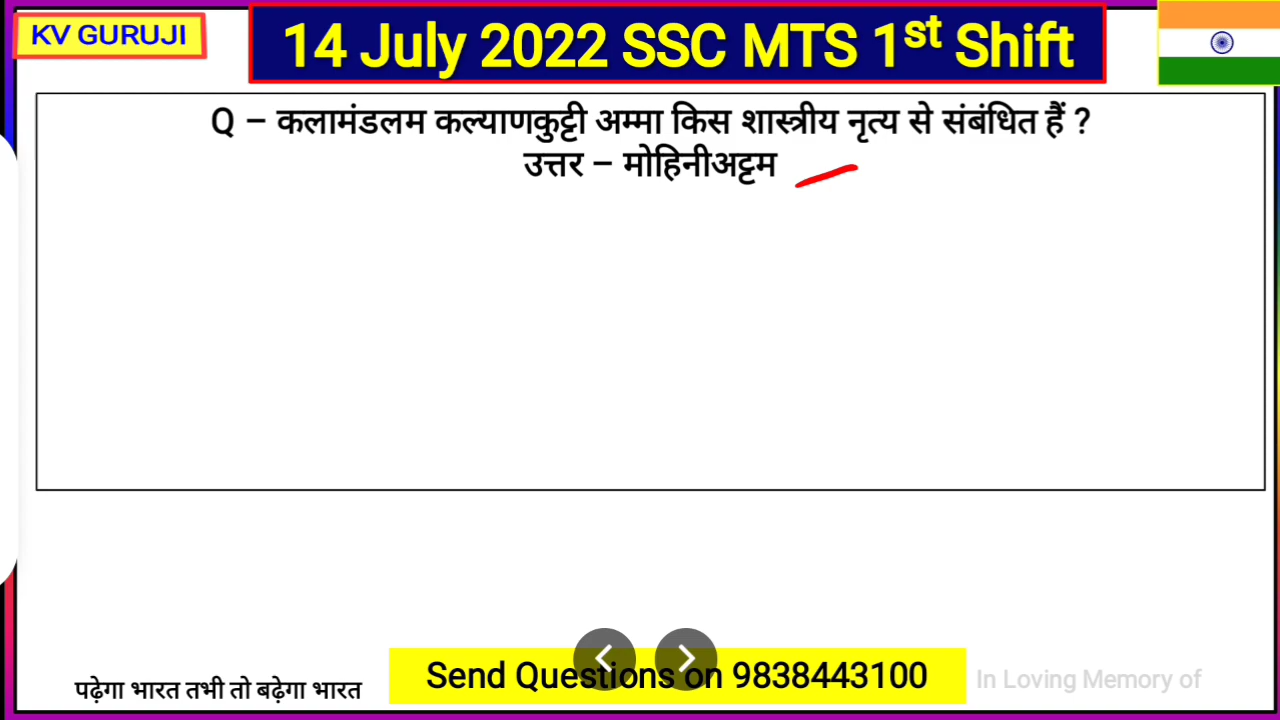 KV GURUJI
14 July 2022 SSC MTS 1st Shift
Q – कलामंडलम कल्याणकुट्टी अम्मा किस शास्त्रीय नृत्य से संबंधित हैं ?
उत्तर – मोहिनीअट्टम
पढ़ेगा भारत तभी तो बढ़ेगा भारत
Send Questions on 9838443100
In Loving Memory of